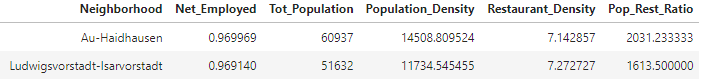 Neighborhood Net_Employed Tot_Population Population_Density Restaurant_Density Pop_Rest_Ratio
Au-Haidhausen 0.969969 60937 14508.809524 7.142857 2031.233333
Ludwigsvorstadt-Isarvorstadt 0.969140 51632 11734.545455 7.272727 1613.500000